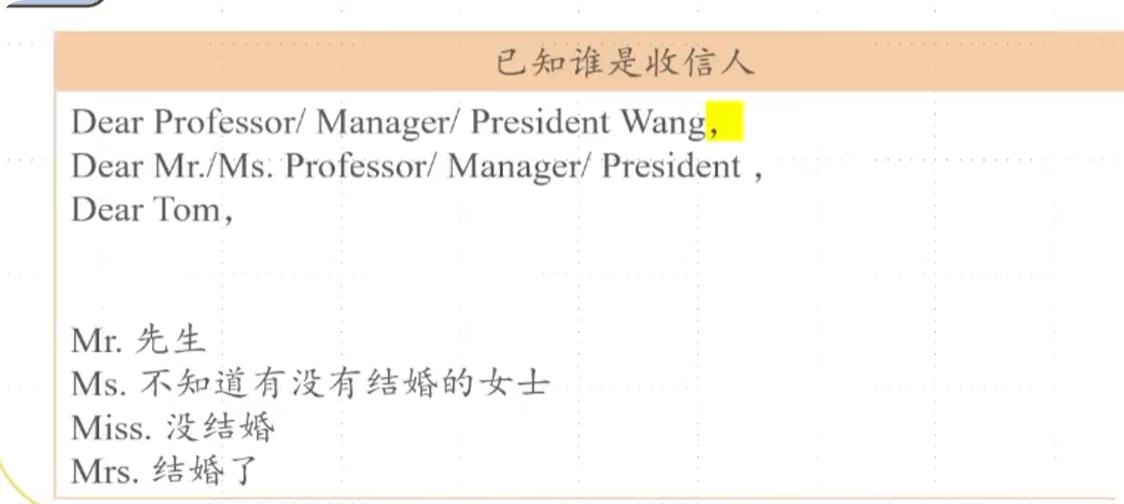 已知谁是收信人
Dear Professor/ Manager/ President Wang，
Dear Mr./Ms. Professor/ Manager/ President ，
Dear Tom，
Mr. 先生
Ms. 不知道有没有结婚的女士
Miss. 没结婚
Mrs. 结婚了